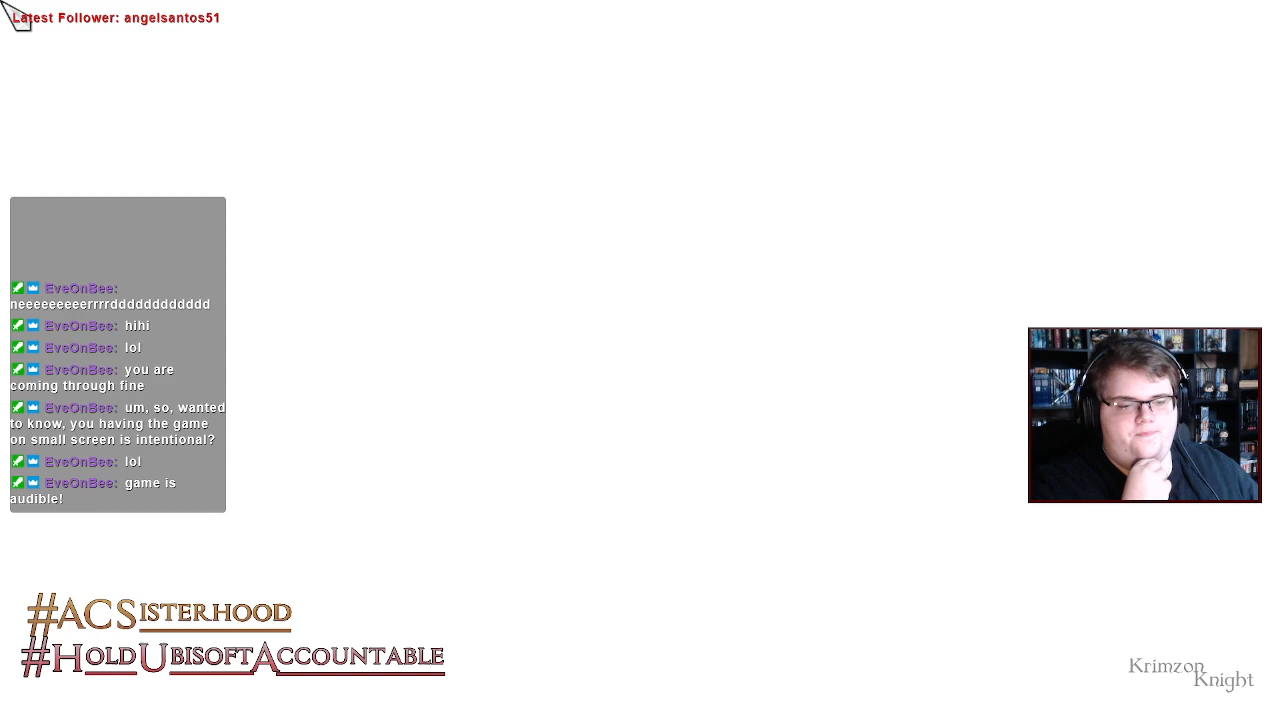 Latest Follower: angelsantos51
EveOnBee:
neeeeeeeeerrrrdddddddddddd
EveOnBee: hihi
EveOnBee: lol
EveOnBee: you are
coming through fine
EveOnBee: um, so, wanted
to know, you having the game
on small screen is intentional?
EveOnBee: lol
EveOnBee: game is
audible!
#ACSisterhood
#HoldUbisoftAccountable
Krimzon
Knight